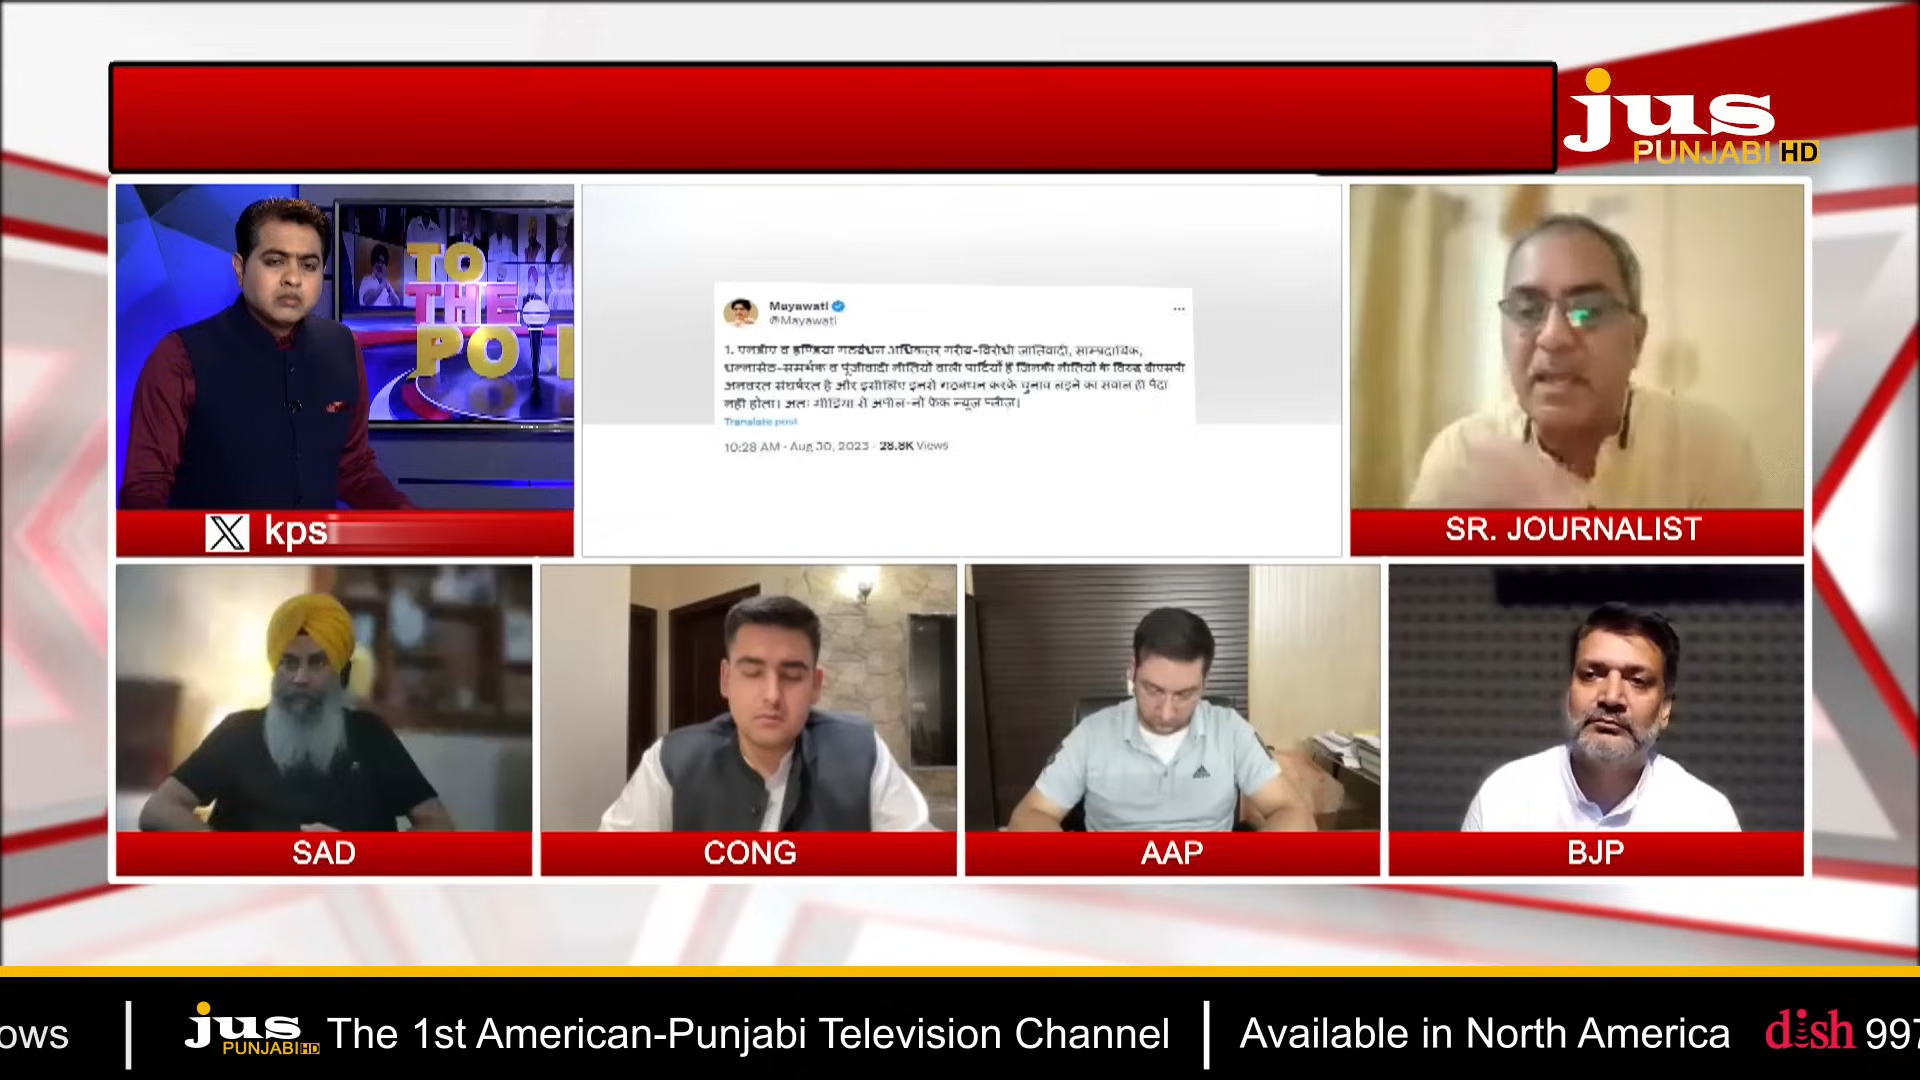 jus
PUNJABI HD
TO
THE
PO
Mayawati
@Mayawati
1. एनडीए व इण्डिया गठबंधन अधिकतर गरीब-विरोधी जातिवादी, साम्प्रदायिक,
धन्नासेठ-समर्थक व पूंजीवादी नीतियों वाली पार्टियाँ हैं जिनकी नीतियों के विरुद्ध बीएसपी
अनवरत संघर्षरत है और इसीलिए इनसे गठबंधन करके चुनाव लड़ने का सवाल ही पैदा
नहीं होता। अतः मीडिया से अपील-नो फेक न्यूज़ प्लीज़।
Translate post
10:28 AM - Aug 30, 2023 · 28.8K Views
X kps
SR. JOURNALIST
SAD
CONG
AAP
BJP
ows | jus PUNJABI HD The 1st American-Punjabi Television Channel | Available in North America dish 997